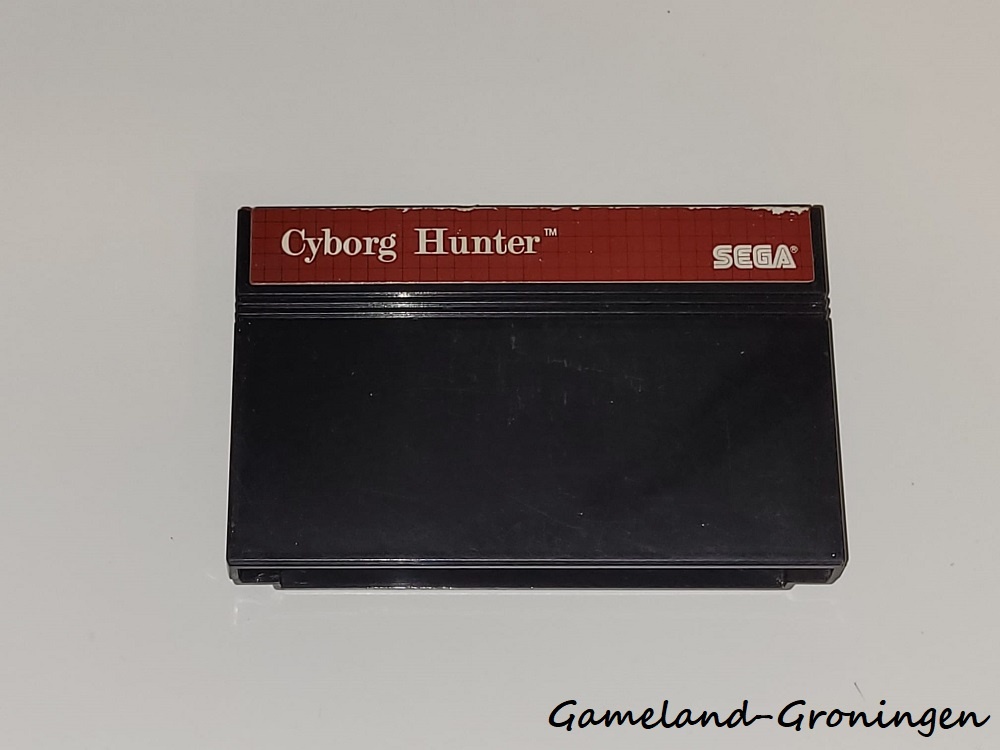 Cyborg Hunter™
SEGA®
Gameland-Groningen